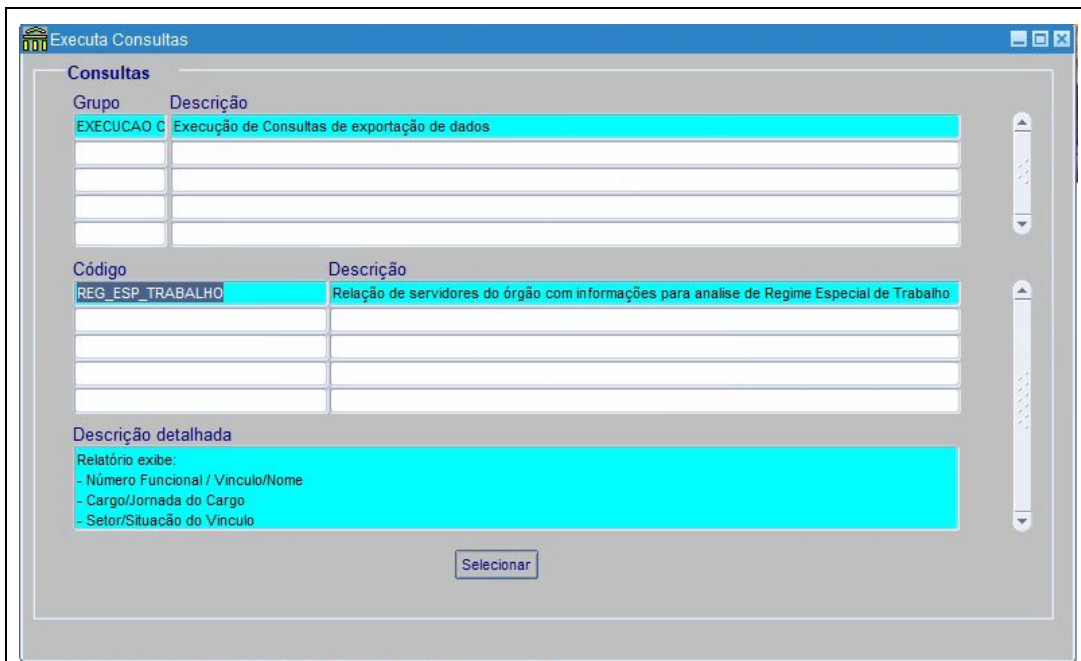 Executa Consultas
Consultas
Grupo Descrição
EXECUCAO C Execução de Consultas de exportação de dados
Código Descrição
REG_ESP_TRABALHO Relação de servidores do órgão com informações para analise de Regime Especial de Trabalho
Descrição detalhada
Relatório exibe:
- Número Funcional / Vinculo/Nome
- Cargo/Jornada do Cargo
- Setor/Situação do Vinculo
Selecionar